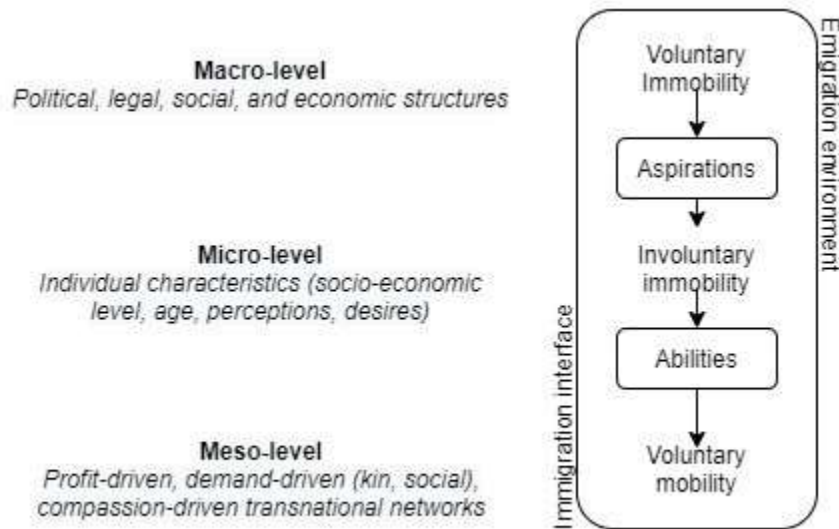 Macro-level
Political, legal, social, and economic structures
Micro-level
Individual characteristics (socio-economic
level, age, perceptions, desires)
Meso-level
Profit-driven, demand-driven (kin, social),
compassion-driven transnational networks
Immigration interface
Voluntary
Immobility
Aspirations
Involuntary
immobility
Abilities
Voluntary
mobility
Emigration environment